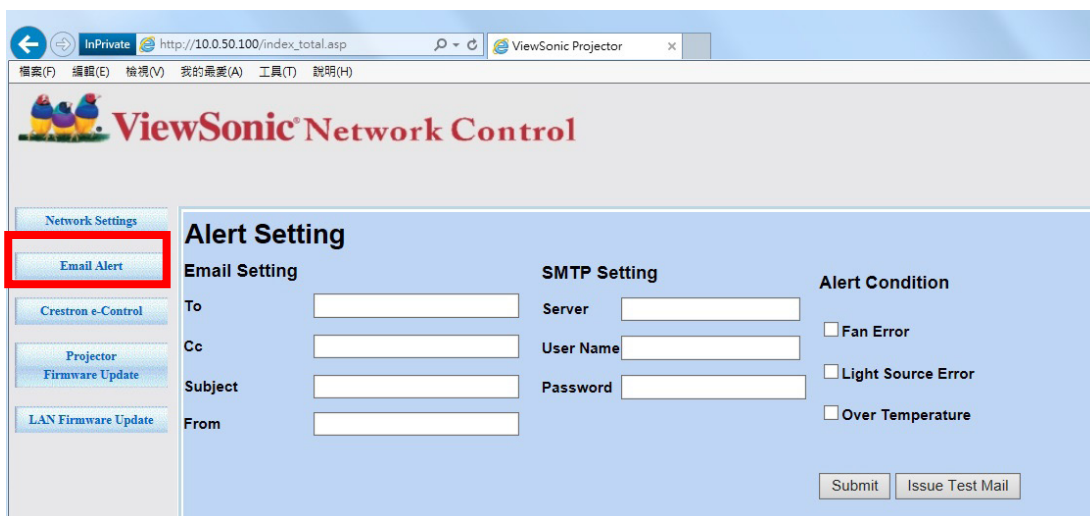 InPrivate http://10.0.50.100/index_total.asp ViewSonic Projector
檔案(F) 編輯(E) 檢視(V) 我的最愛(A) 工具(T) 說明(H)
ViewSonic® Network Control
Network Settings
Email Alert
Crestron e-Control
Projector
Firmware Update
LAN Firmware Update
Alert Setting
Email Setting
To
Cc
Subject
From
SMTP Setting
Server
User Name
Password
Alert Condition
Fan Error
Light Source Error
Over Temperature
Submit Issue Test Mail